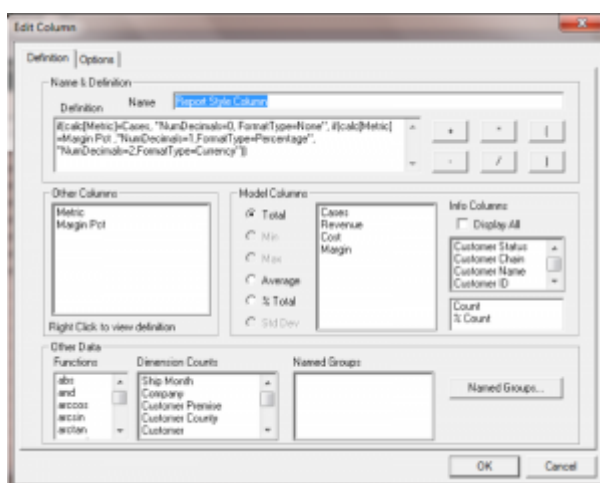 Edit Column
Definition Options
Name & Definition
Definition Name Report Style Column
if(calc[Metric]=Cases, "NumDecimals=0, FormatType=None", if(calc[Metric]
=Margin Pct ,"NumDecimals=1,FormatType=Percentage",
"NumDecimals=2,FormatType=Currency"))
+ * (
- / )
Other Columns
Metric
Margin Pct
Right Click to view definition
Model Columns
Total
Min
Max
Average
% Total
Std Dev
Cases
Revenue
Cost
Margin
Info Columns
Display All
Customer Status
Customer Chain
Customer Name
Customer ID
Count
% Count
Other Data
Functions
abs
and
arccos
arcsin
arctan
Dimension Counts
Ship Month
Company
Customer Premise
Customer County
Customer
Named Groups
Named Groups...
OK Cancel